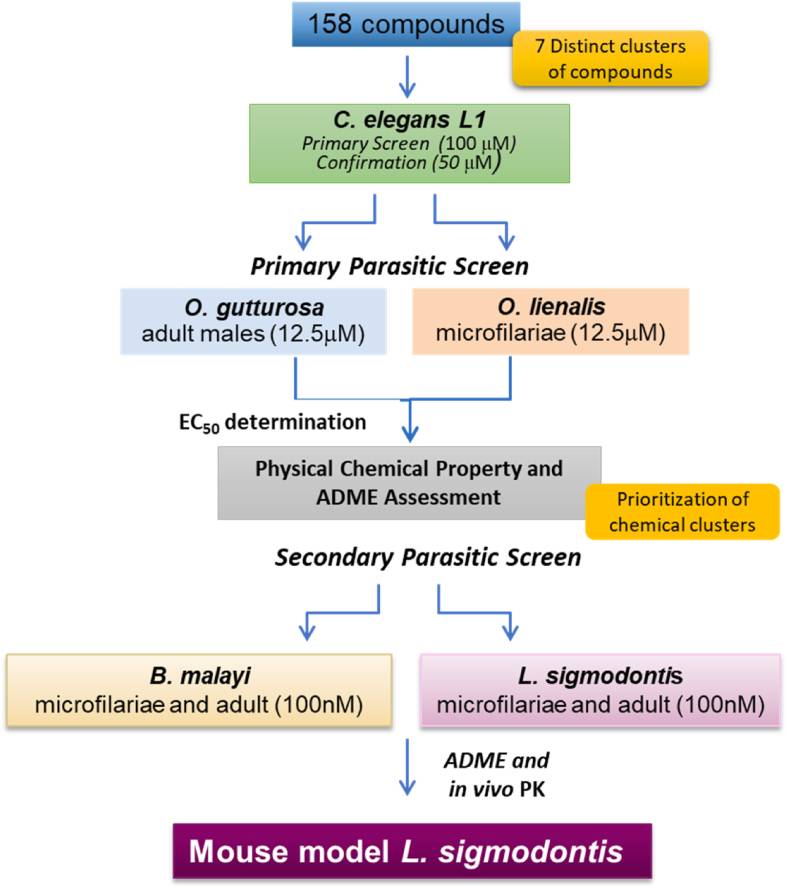 158 compounds
7 Distinct clusters
of compounds
C. elegans L1
Primary Screen (100 µM)
Confirmation (50 µM)
Primary Parasitic Screen
O. gutturosa
adult males (12.5µM)
O. lienalis
microfilariae (12.5µM)
EC50 determination
Physical Chemical Property and
ADME Assessment
Prioritization of
chemical clusters
Secondary Parasitic Screen
B. malayi
microfilariae and adult (100nM)
L. sigmodontis
microfilariae and adult (100nM)
ADME and
in vivo PK
Mouse model L. sigmodontis